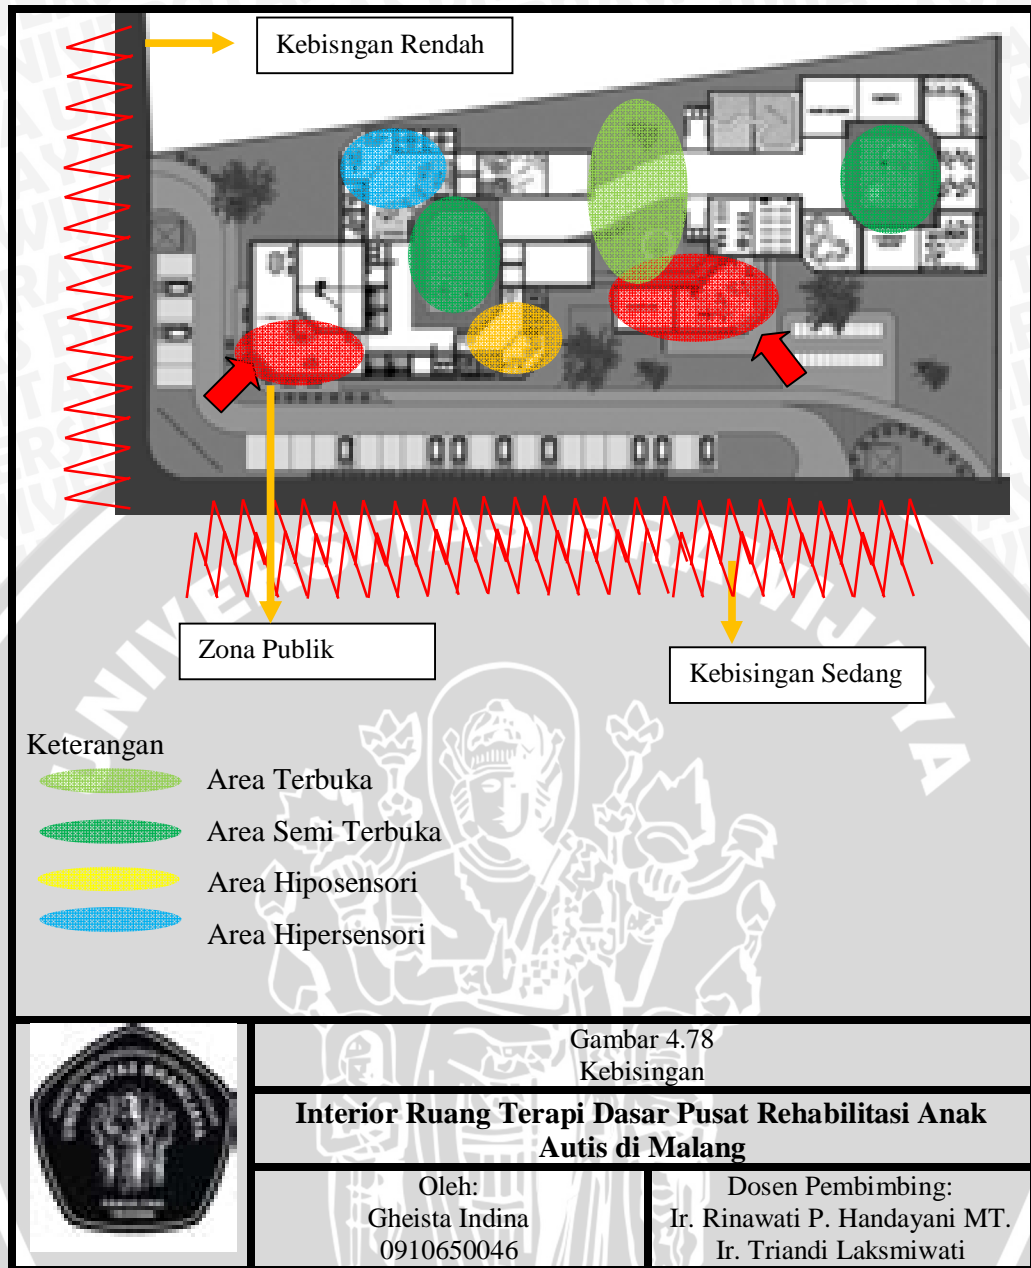 Kebisngan Rendah
Zona Publik
Kebisingan Sedang
UNIVERSITAS BRAWIJAYA
Keterangan
Area Terbuka
Area Semi Terbuka
Area Hiposensori
Area Hipersensori
Gambar 4.78
Kebisingan
Interior Ruang Terapi Dasar Pusat Rehabilitasi Anak
Autis di Malang
Oleh:
Gheista Indina
0910650046
Dosen Pembimbing:
Ir. Rinawati P. Handayani MT.
Ir. Triandi Laksmiwati